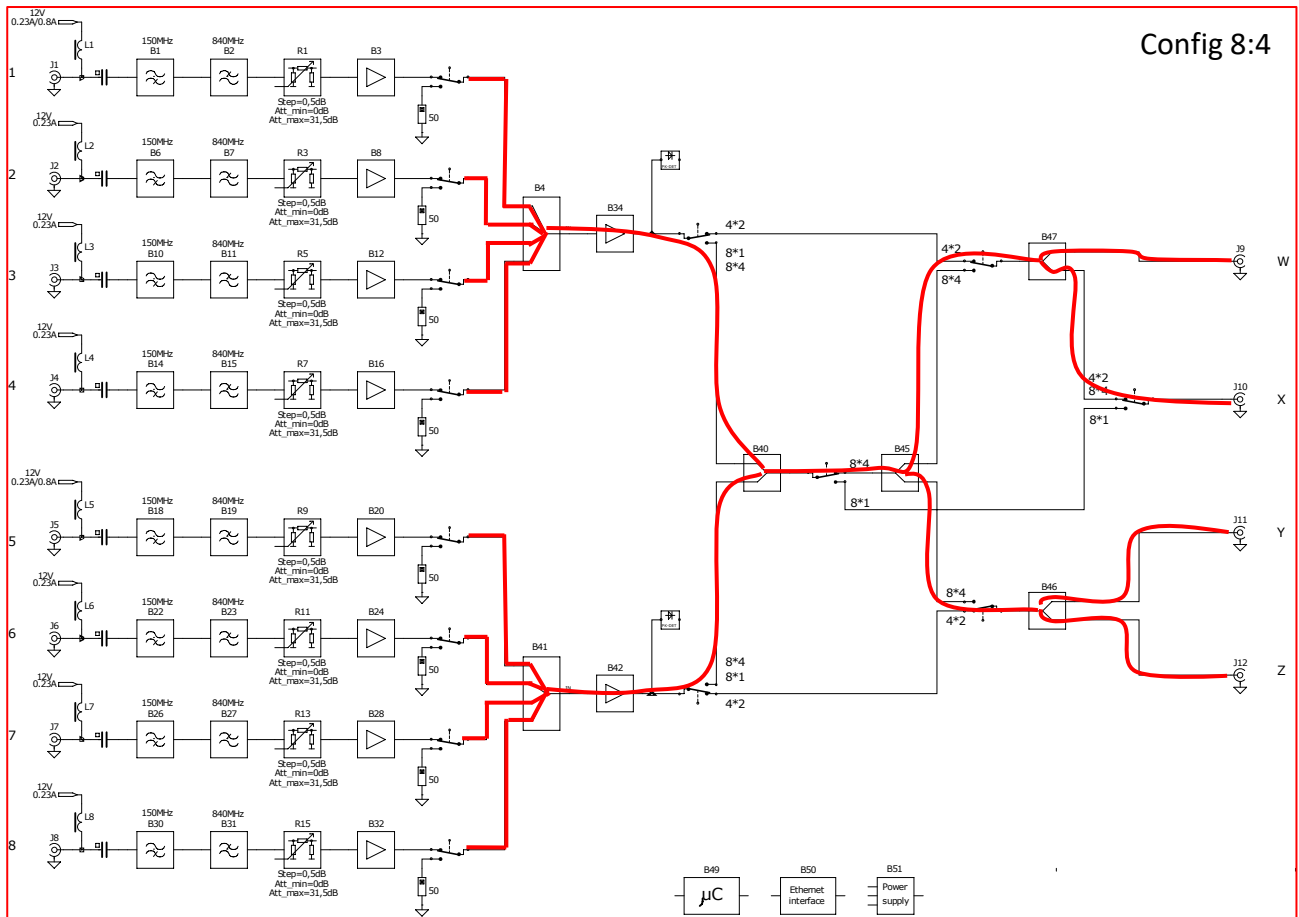 Config 8:4
12V
0.23A/0.8A
L1
150MHz
B1
840MHz
B2
R1
B3
1
J1
Step=0,5dB
Att_min=0dB
Att_max=31,5dB
50
12V
0.23A
L2
150MHz
B6
840MHz
B7
R3
B8
2
J2
Step=0,5dB
Att_min=0dB
Att_max=31,5dB
50
12V
0.23A
L3
150MHz
B10
840MHz
B11
R5
B12
3
J3
Step=0,5dB
Att_min=0dB
Att_max=31,5dB
50
12V
0.23A
L4
150MHz
B14
840MHz
B15
R7
B16
4
J4
Step=0,5dB
Att_min=0dB
Att_max=31,5dB
50
B4
B34
PK-DET
4*2
8*1
8*4
4*2
8*4
B47
J9
W
4*2
8*4
8*1
J10
X
B40
8*4
8*1
B45
J11
Y
8*4
4*2
B46
J12
Z
12V
0.23A/0.8A
L5
150MHz
B18
840MHz
B19
R9
B20
5
J5
Step=0,5dB
Att_min=0dB
Att_max=31,5dB
50
12V
0.23A
L6
150MHz
B22
840MHz
B23
R11
B24
6
J6
Step=0,5dB
Att_min=0dB
Att_max=31,5dB
50
12V
0.23A
L7
150MHz
B26
840MHz
B27
R13
B28
7
J7
Step=0,5dB
Att_min=0dB
Att_max=31,5dB
50
12V
0.23A
L8
150MHz
B30
840MHz
B31
R15
B32
8
J8
Step=0,5dB
Att_min=0dB
Att_max=31,5dB
50
B41
B42
PK-DET
8*4
8*1
4*2
B49
µC
B50
Ethernet
interface
B51
Power
supply